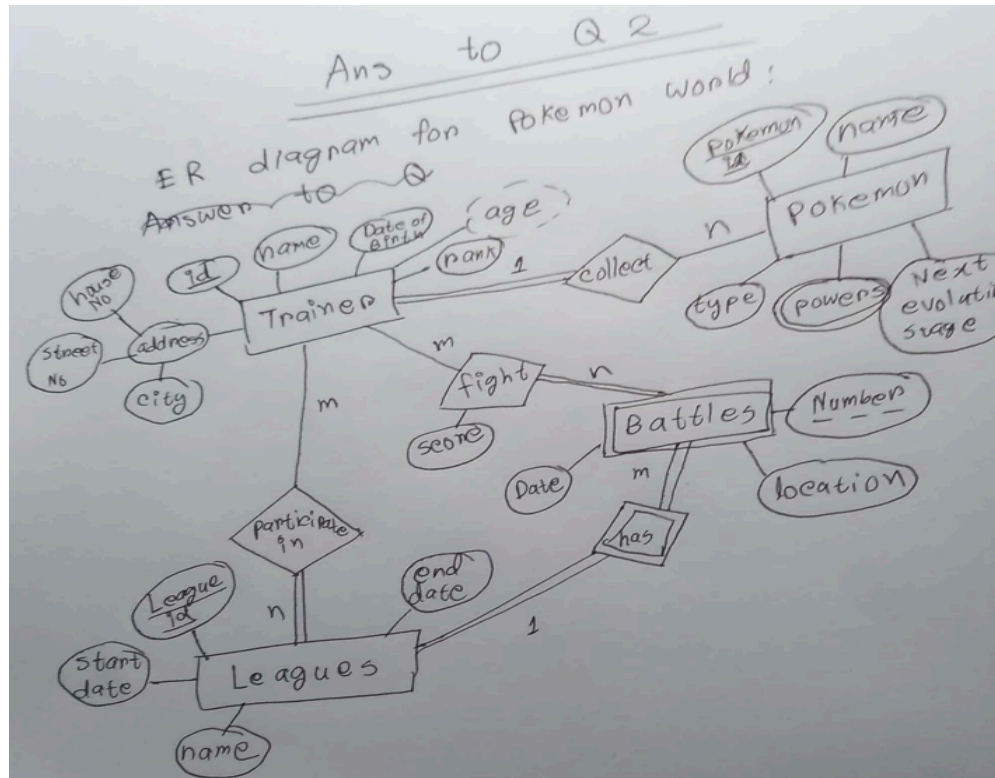 Ans to Q 2
ER diagram for Pokemon World:
Answer to Q
Pokemon id
name
Pokemon
type
powers
Next evolution stage
age
Date of Birth
name
id
rank
1
collect
n
Trainer
house No
address
street No
city
m
fight
n
score
Battles
Number
Date
location
m
has
1
m
participate in
n
end date
League id
start date
Leagues
name